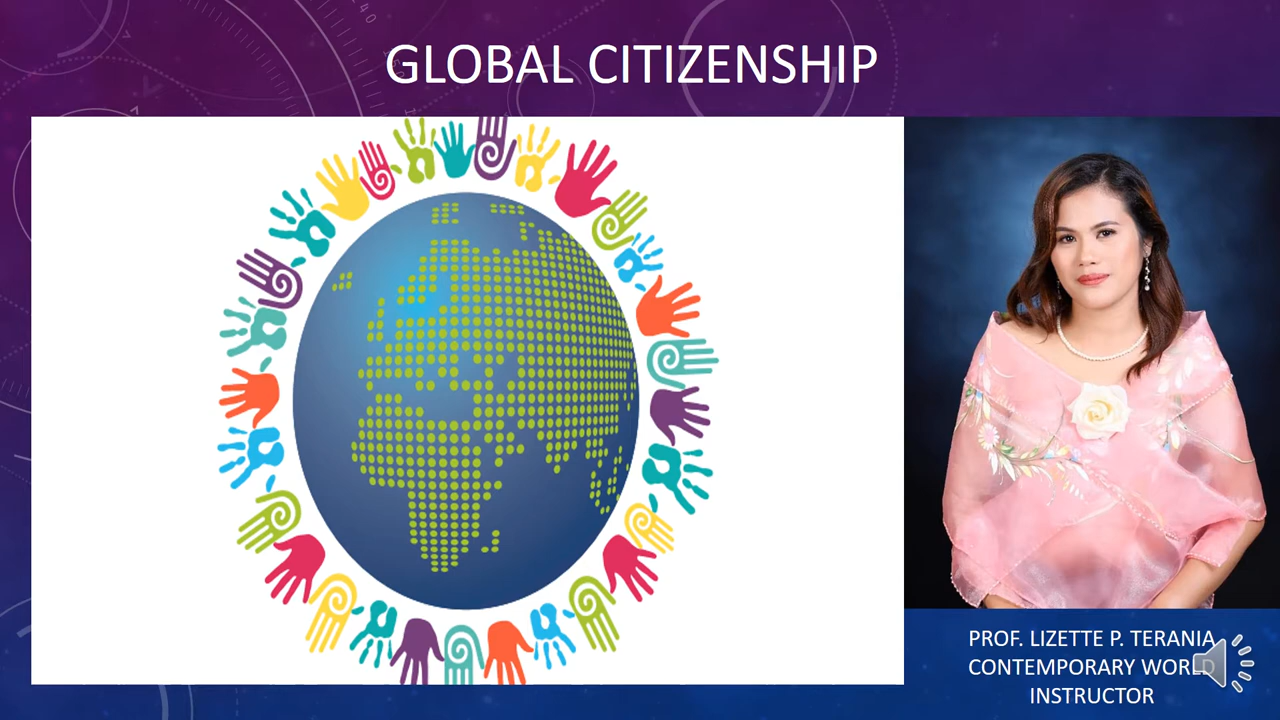 GLOBAL CITIZENSHIP
PROF. LIZETTE P. TERANIA
CONTEMPORARY WORLD
INSTRUCTOR